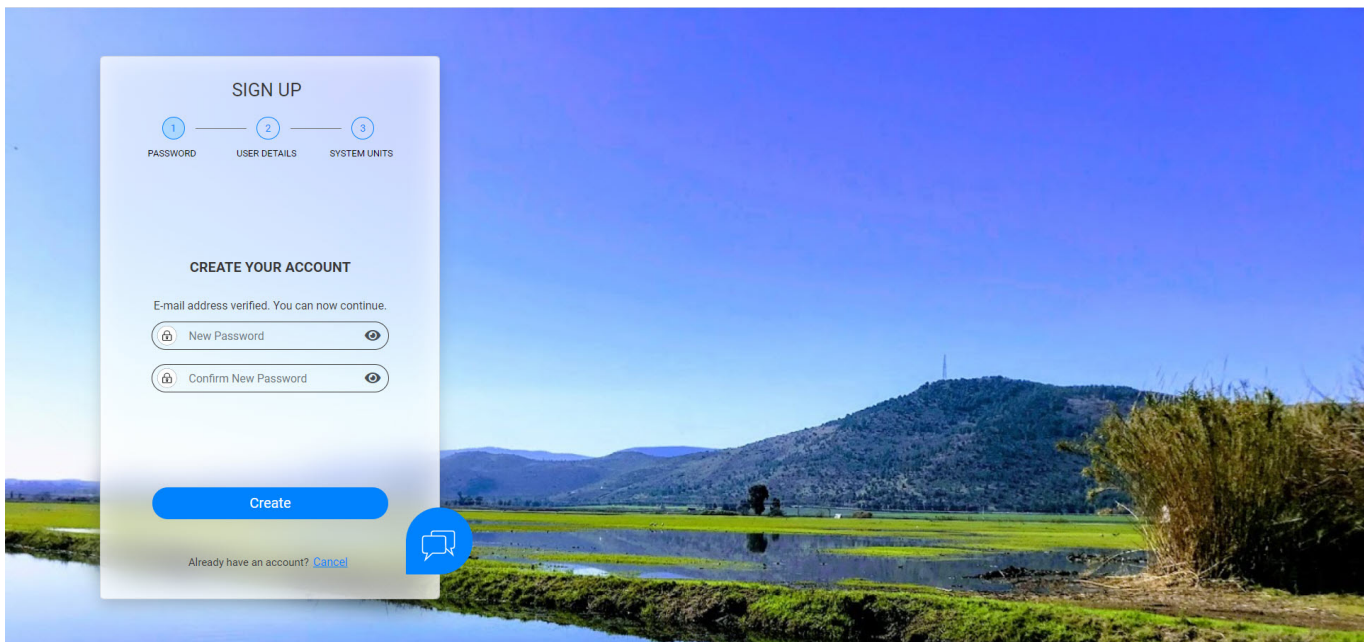 SIGN UP
1 2 3
PASSWORD USER DETAILS SYSTEM UNITS
CREATE YOUR ACCOUNT
E-mail address verified. You can now continue.
New Password
Confirm New Password
Create
Already have an account? Cancel